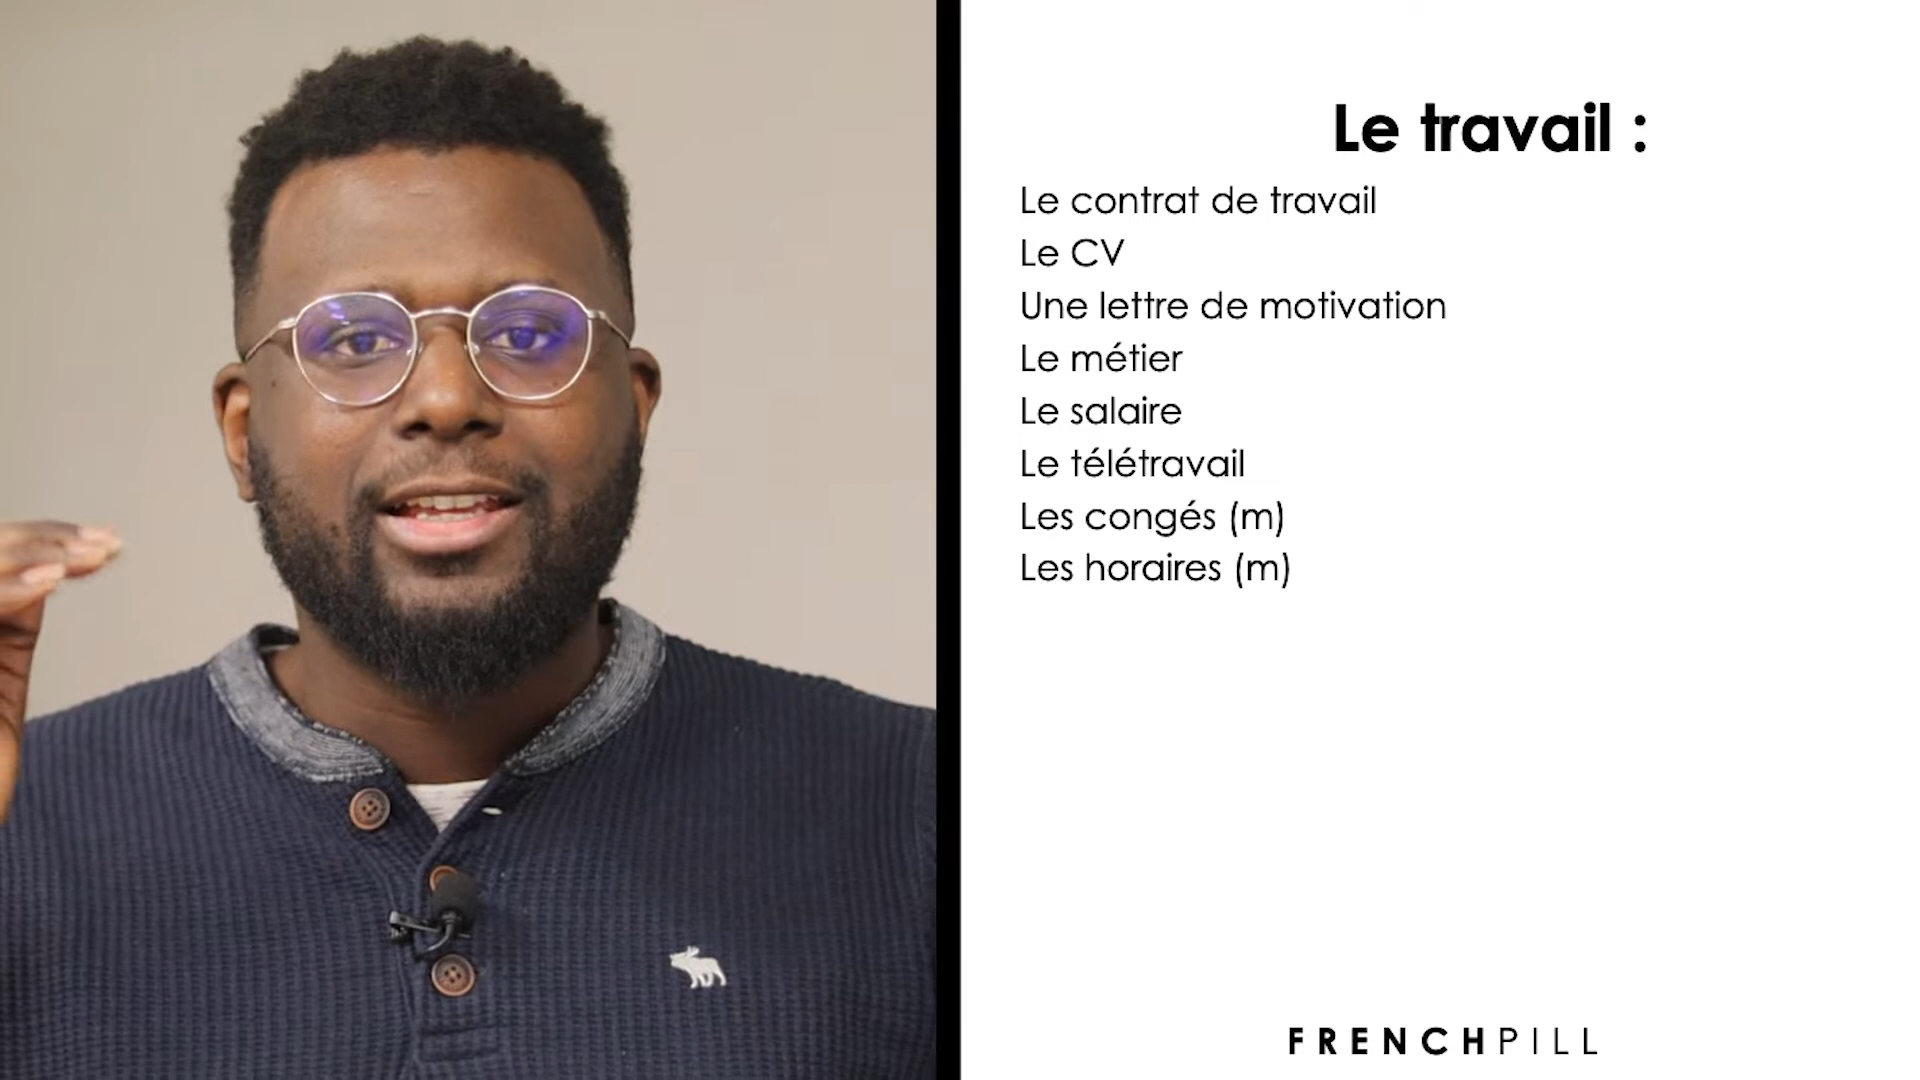 Le travail :
Le contrat de travail
Le CV
Une lettre de motivation
Le métier
Le salaire
Le télétravail
Les congés (m)
Les horaires (m)
FRENCHPILL